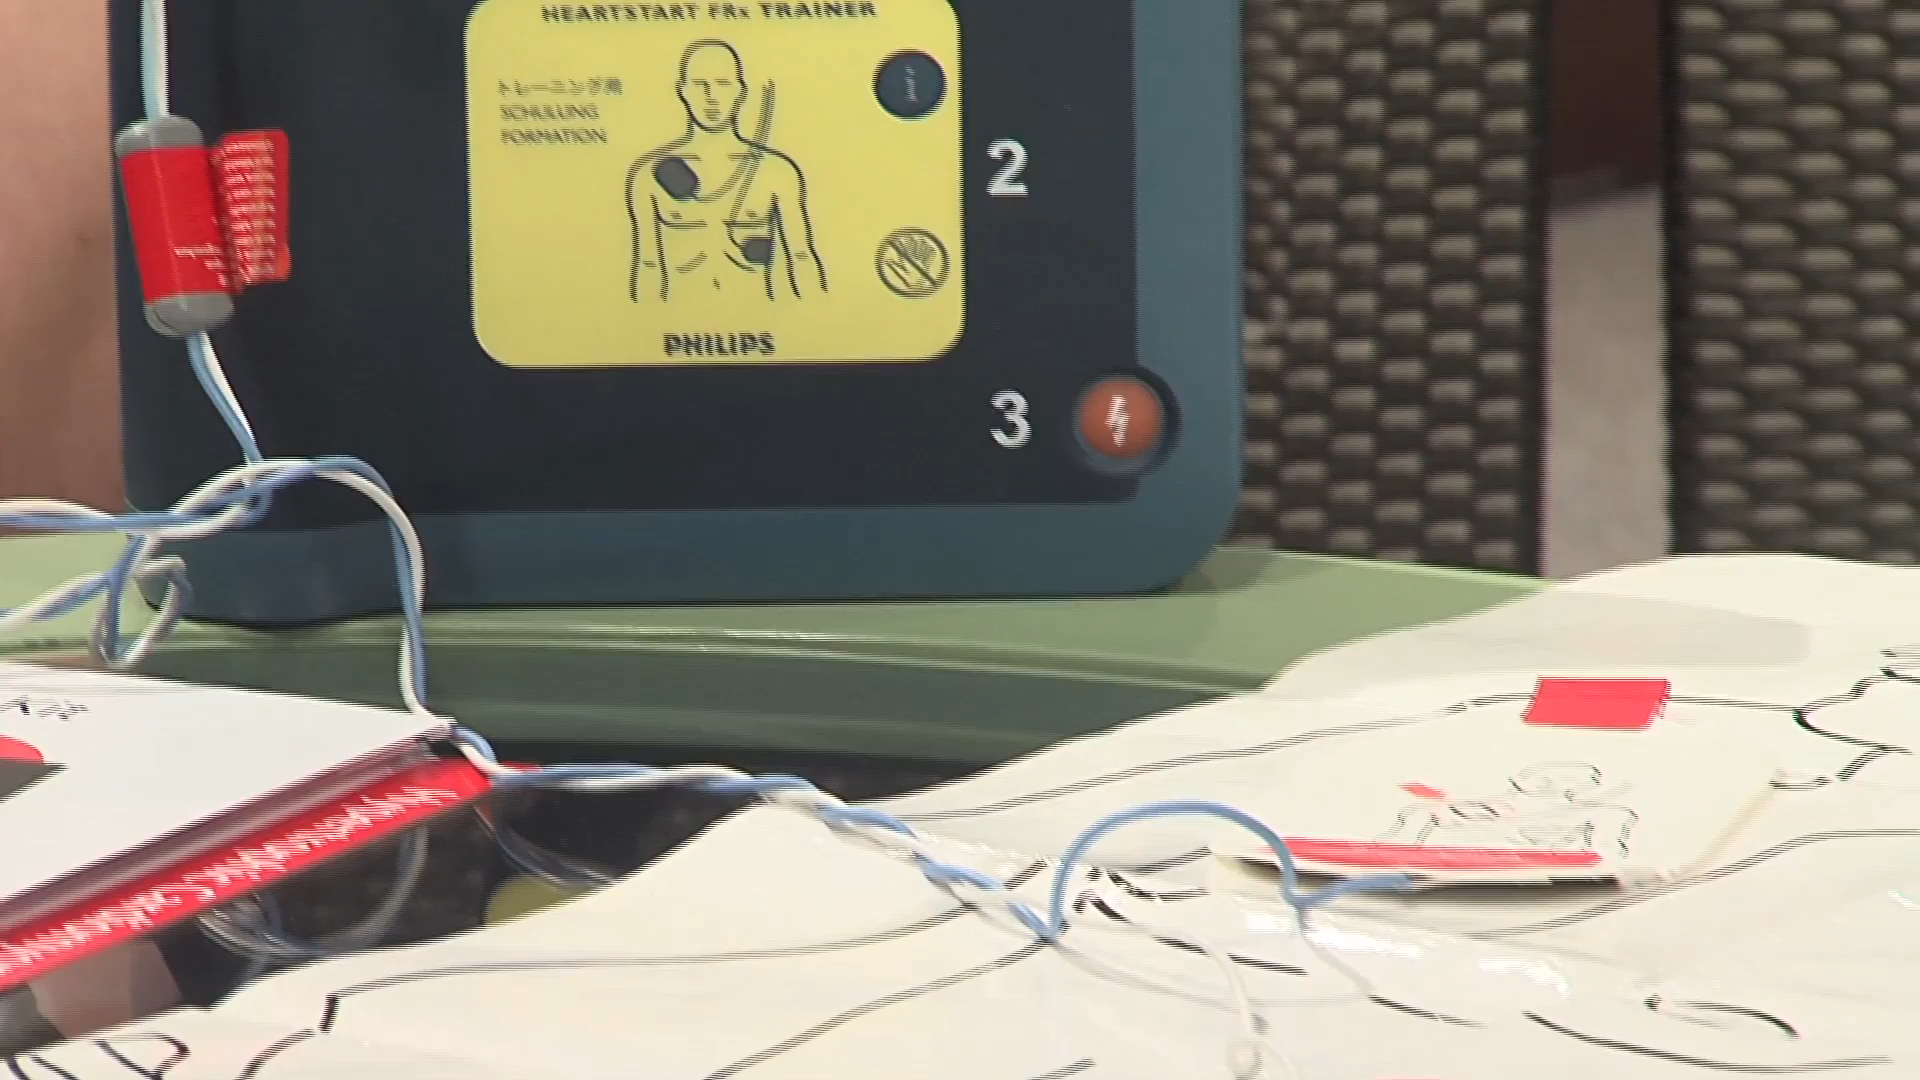 HEARTSTART FRx TRAINER
トレーニング用
SCHULUNG
FORMATION
i
2
PHILIPS
3